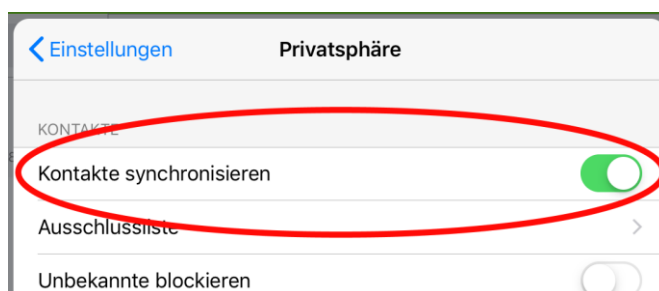 Einstellungen Privatsphäre
KONTAKTE
Kontakte synchronisieren
Ausschlussliste
Unbekannte blockieren